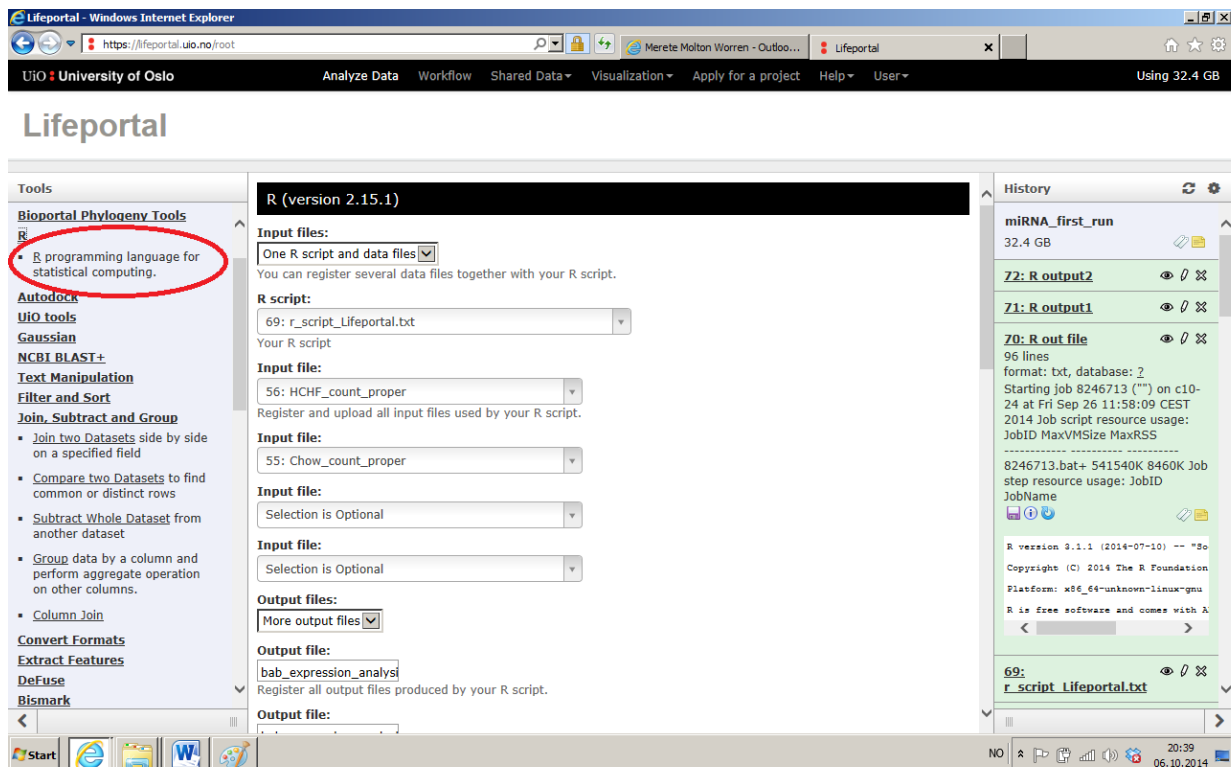 Lifeportal - Windows Internet Explorer
https://lifeportal.uio.no/root
Merete Molton Worren - Outloo...
Lifeportal
UiO : University of Oslo
Analyze Data
Workflow
Shared Data
Visualization
Apply for a project
Help
User
Using 32.4 GB
Lifeportal
Tools
Bioportal Phylogeny Tools
R
R programming language for
statistical computing.
Autodock
UiO tools
Gaussian
NCBI BLAST+
Text Manipulation
Filter and Sort
Join, Subtract and Group
Join two Datasets side by side
on a specified field
Compare two Datasets to find
common or distinct rows
Subtract Whole Dataset from
another dataset
Group data by a column and
perform aggregate operation
on other columns.
Column Join
Convert Formats
Extract Features
DeFuse
Bismark
R (version 2.15.1)
Input files:
One R script and data files
You can register several data files together with your R script.
R script:
69: r_script_Lifeportal.txt
Your R script
Input file:
56: HCHF_count_proper
Register and upload all input files used by your R script.
Input file:
55: Chow_count_proper
Input file:
Selection is Optional
Input file:
Selection is Optional
Output files:
More output files
Output file:
bab_expression_analysi
Register all output files produced by your R script.
Output file:
History
miRNA_first_run
32.4 GB
72: R output2
71: R output1
70: R out file
96 lines
format: txt, database: ?
Starting job 8246713 ("") on c10-
24 at Fri Sep 26 11:58:09 CEST
2014 Job script resource usage:
JobID MaxVMSize MaxRSS
------------ ---------- ----------
8246713.bat+ 541540K 8460K Job
step resource usage: JobID
JobName
R version 3.1.1 (2014-07-10) -- "So
Copyright (C) 2014 The R Foundation
Platform: x86_64-unknown-linux-gnu
R is free software and comes with A
69:
r_script_Lifeportal.txt
Start
NO
20:39
06.10.2014